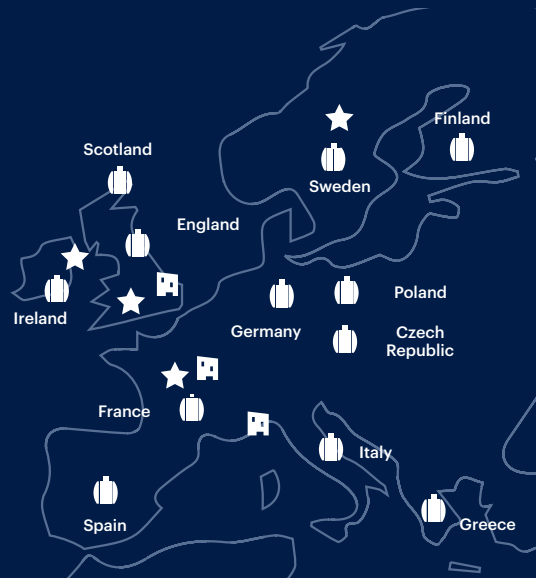 Finland
Scotland
Sweden
England
Ireland
Poland
Germany
Czech
Republic
France
Italy
Spain
Greece